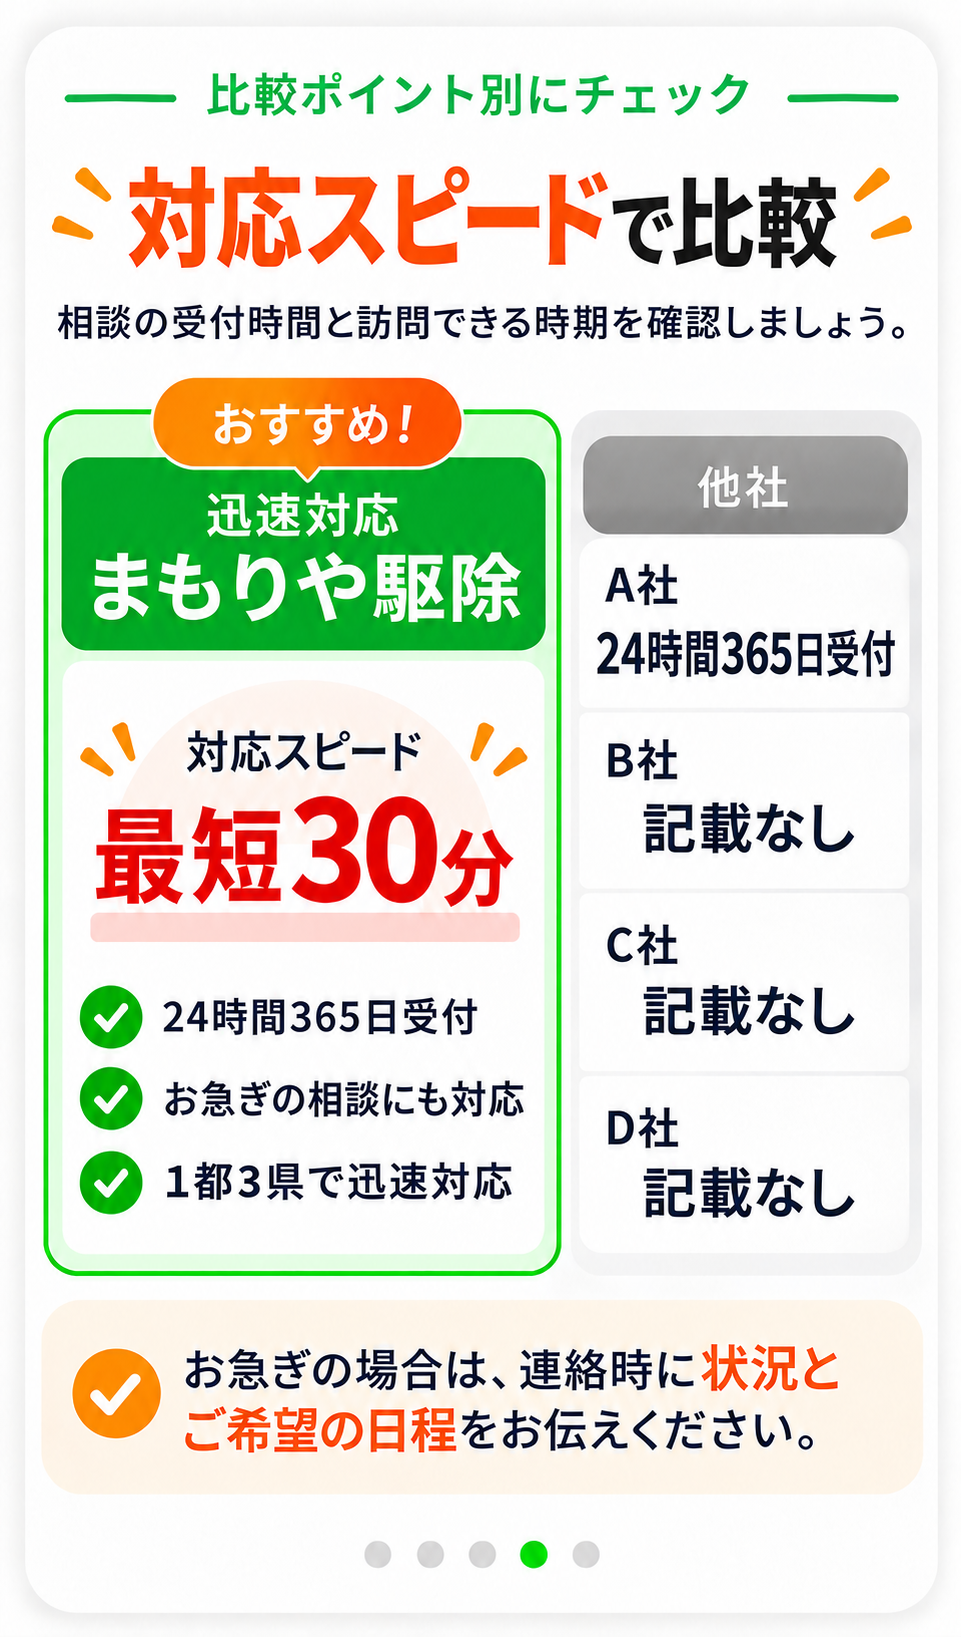 比較ポイント別にチェック
対応スピードで比較
相談の受付時間と訪問できる時期を確認しましょう。
おすすめ！
迅速対応
まもりや駆除
対応スピード
最短30分
24時間365日受付
お急ぎの相談にも対応
1都3県で迅速対応
他社
A社
24時間365日受付
B社
記載なし
C社
記載なし
D社
記載なし
お急ぎの場合は、連絡時に状況と
ご希望の日程をお伝えください。